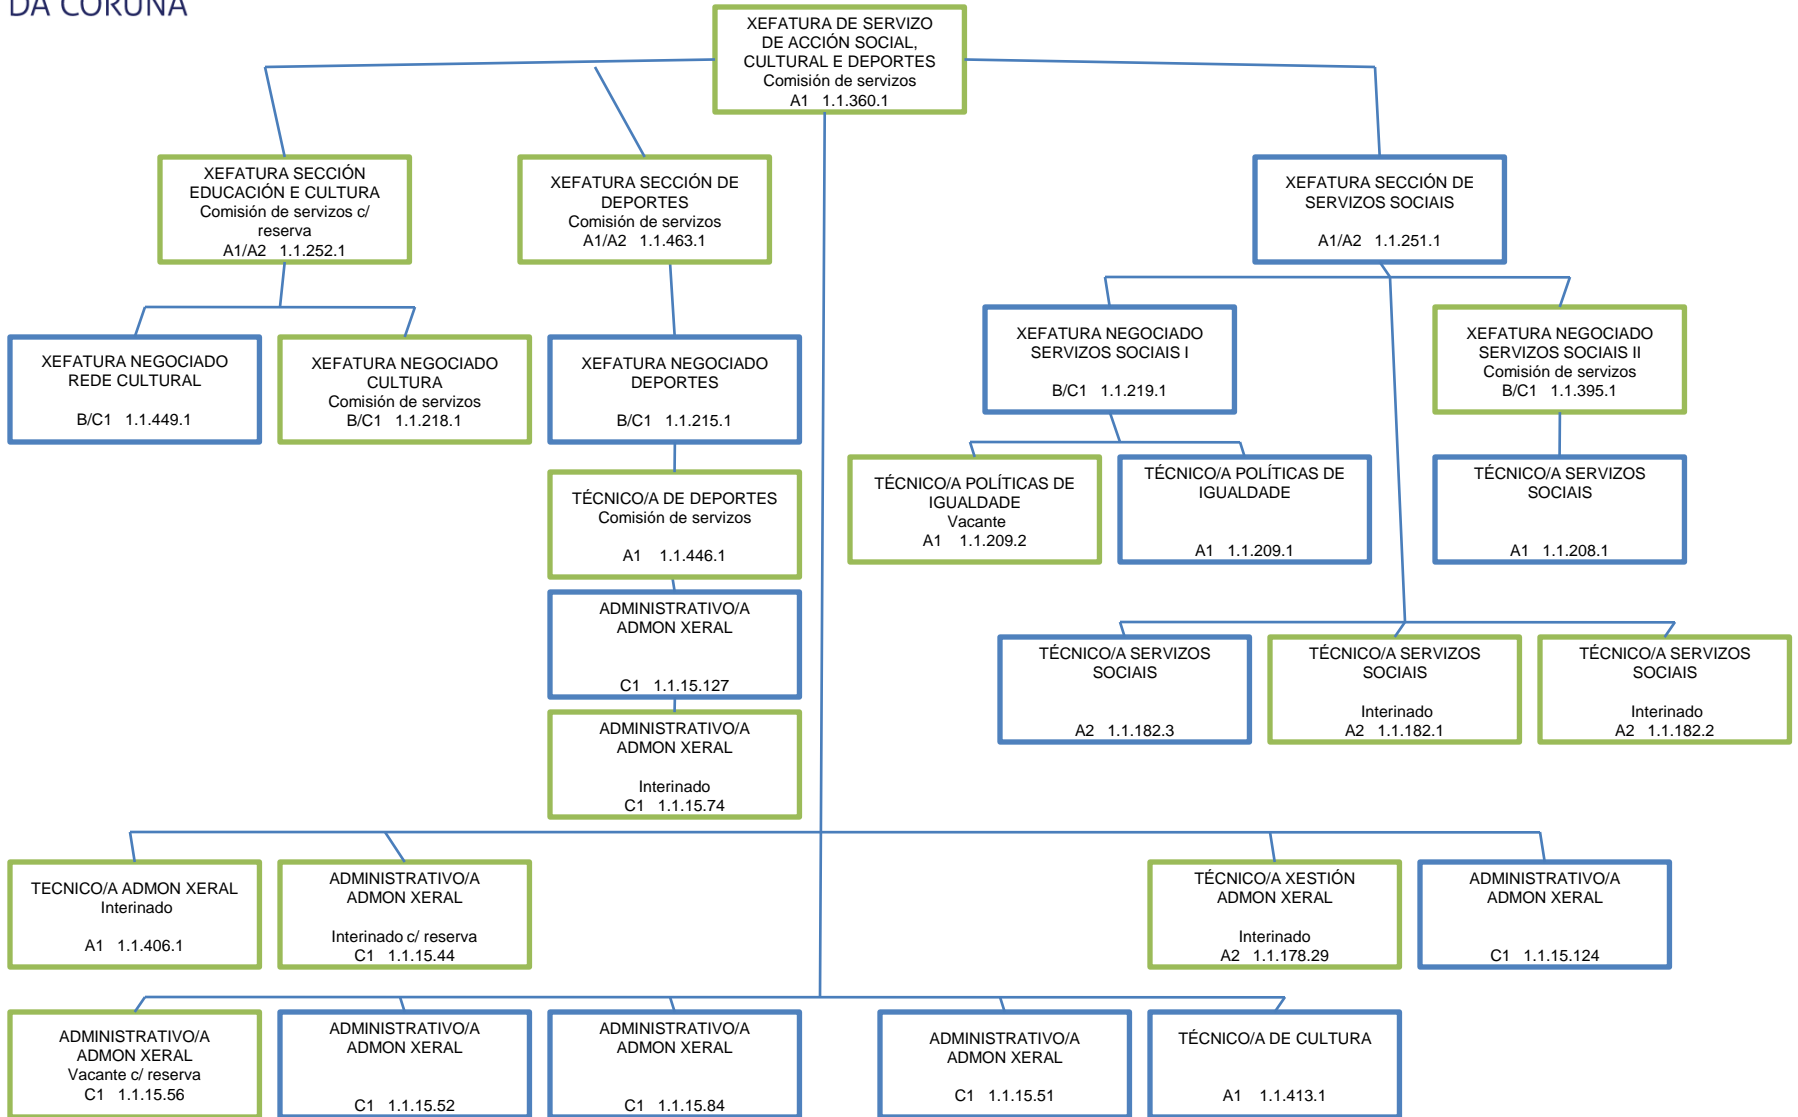 DA CORUÑA
XEFATURA DE SERVIZO
DE ACCIÓN SOCIAL,
CULTURAL E DEPORTES
Comisión de servizos
A1 1.1.360.1
XEFATURA SECCIÓN
EDUCACIÓN E CULTURA
Comisión de servizos c/
reserva
A1/A2 1.1.252.1
XEFATURA SECCIÓN DE
DEPORTES
Comisión de servizos
A1/A2 1.1.463.1
XEFATURA SECCIÓN DE
SERVIZOS SOCIAIS
A1/A2 1.1.251.1
XEFATURA NEGOCIADO
REDE CULTURAL
B/C1 1.1.449.1
XEFATURA NEGOCIADO
CULTURA
Comisión de servizos
B/C1 1.1.218.1
XEFATURA NEGOCIADO
DEPORTES
B/C1 1.1.215.1
XEFATURA NEGOCIADO
SERVIZOS SOCIAIS I
B/C1 1.1.219.1
XEFATURA NEGOCIADO
SERVIZOS SOCIAIS II
Comisión de servizos
B/C1 1.1.395.1
TÉCNICO/A DE DEPORTES
Comisión de servizos
A1 1.1.446.1
TÉCNICO/A POLÍTICAS DE
IGUALDADE
Vacante
A1 1.1.209.2
TÉCNICO/A POLÍTICAS DE
IGUALDADE
A1 1.1.209.1
TÉCNICO/A SERVIZOS
SOCIAIS
A1 1.1.208.1
ADMINISTRATIVO/A
ADMON XERAL
C1 1.1.15.127
TÉCNICO/A SERVIZOS
SOCIAIS
A2 1.1.182.3
TÉCNICO/A SERVIZOS
SOCIAIS
Interinado
A2 1.1.182.1
TÉCNICO/A SERVIZOS
SOCIAIS
Interinado
A2 1.1.182.2
ADMINISTRATIVO/A
ADMON XERAL
Interinado
C1 1.1.15.74
TECNICO/A ADMON XERAL
Interinado
A1 1.1.406.1
ADMINISTRATIVO/A
ADMON XERAL
Interinado c/ reserva
C1 1.1.15.44
TÉCNICO/A XESTIÓN
ADMON XERAL
Interinado
A2 1.1.178.29
ADMINISTRATIVO/A
ADMON XERAL
C1 1.1.15.124
ADMINISTRATIVO/A
ADMON XERAL
Vacante c/ reserva
C1 1.1.15.56
ADMINISTRATIVO/A
ADMON XERAL
C1 1.1.15.52
ADMINISTRATIVO/A
ADMON XERAL
C1 1.1.15.84
ADMINISTRATIVO/A
ADMON XERAL
C1 1.1.15.51
TÉCNICO/A DE CULTURA
A1 1.1.413.1